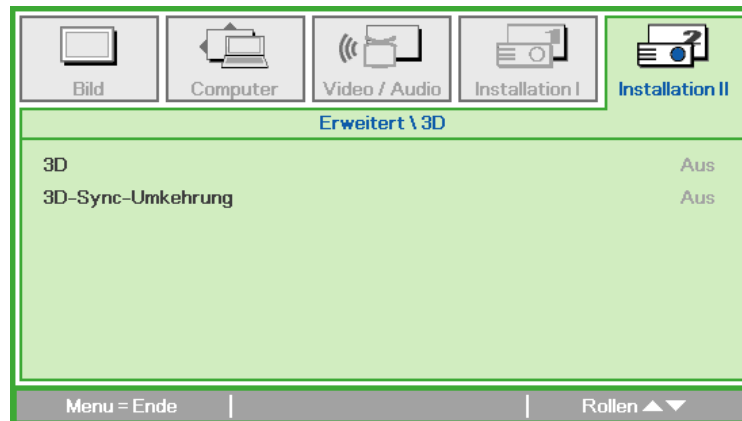 Bild Computer Video / Audio Installation I Installation II
Erweitert \ 3D
3D Aus
3D-Sync-Umkehrung Aus
Menu = Ende Rollen ▲▼